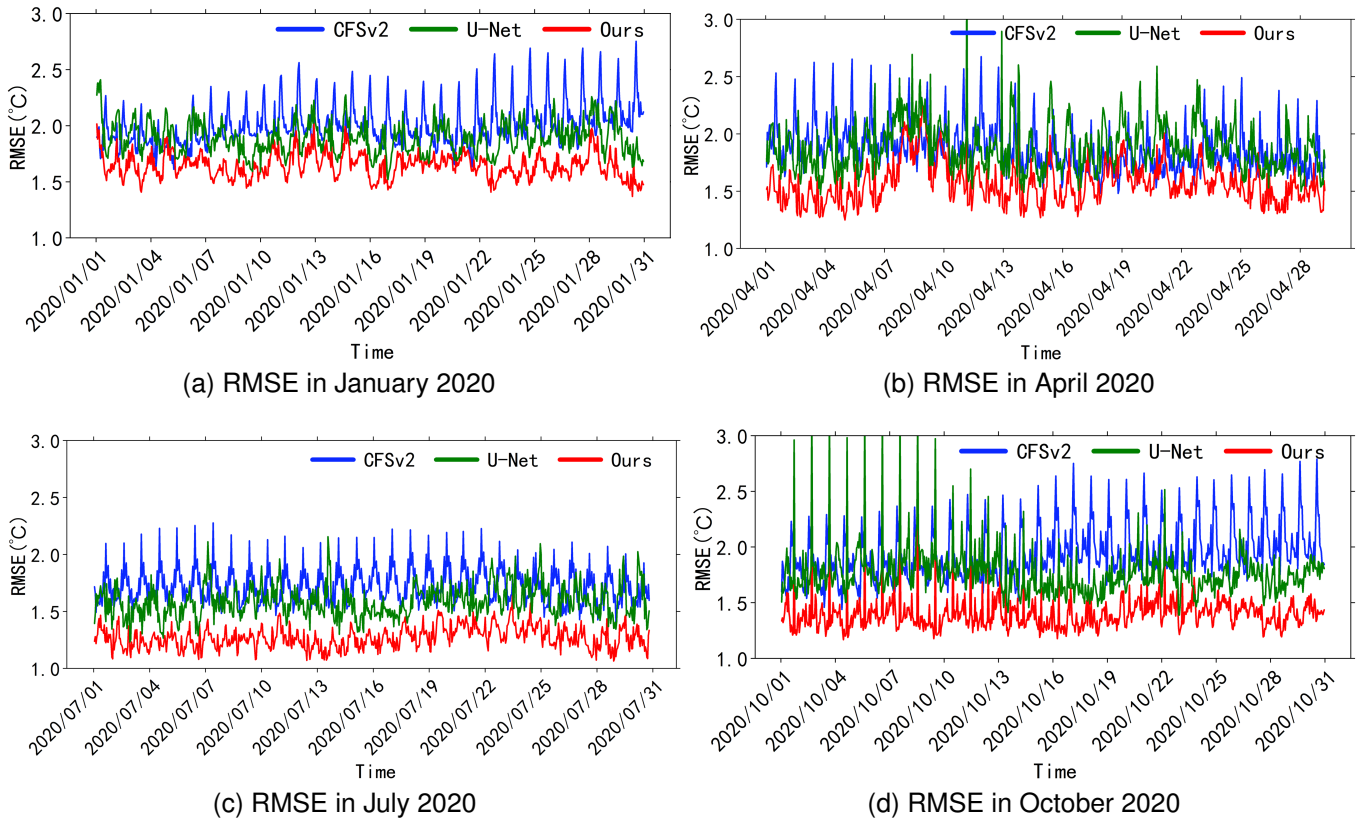 CFSv2 U-Net Ours
3.0
2.5
2.0
1.5
1.0
RMSE(°C)
2020/01/01 2020/01/04 2020/01/07 2020/01/10 2020/01/13 2020/01/16 2020/01/19 2020/01/22 2020/01/25 2020/01/28 2020/01/31
Time
(a) RMSE in January 2020
CFSv2 U-Net Ours
3.0
2.5
2.0
1.5
1.0
RMSE(°C)
2020/04/01 2020/04/04 2020/04/07 2020/04/10 2020/04/13 2020/04/16 2020/04/19 2020/04/22 2020/04/25 2020/04/28
Time
(b) RMSE in April 2020
CFSv2 U-Net Ours
3.0
2.5
2.0
1.5
1.0
RMSE(°C)
2020/07/01 2020/07/04 2020/07/07 2020/07/10 2020/07/13 2020/07/16 2020/07/19 2020/07/22 2020/07/25 2020/07/28 2020/07/31
Time
(c) RMSE in July 2020
CFSv2 U-Net Ours
3.0
2.5
2.0
1.5
1.0
RMSE(°C)
2020/10/01 2020/10/04 2020/10/07 2020/10/10 2020/10/13 2020/10/16 2020/10/19 2020/10/22 2020/10/25 2020/10/28 2020/10/31
Time
(d) RMSE in October 2020